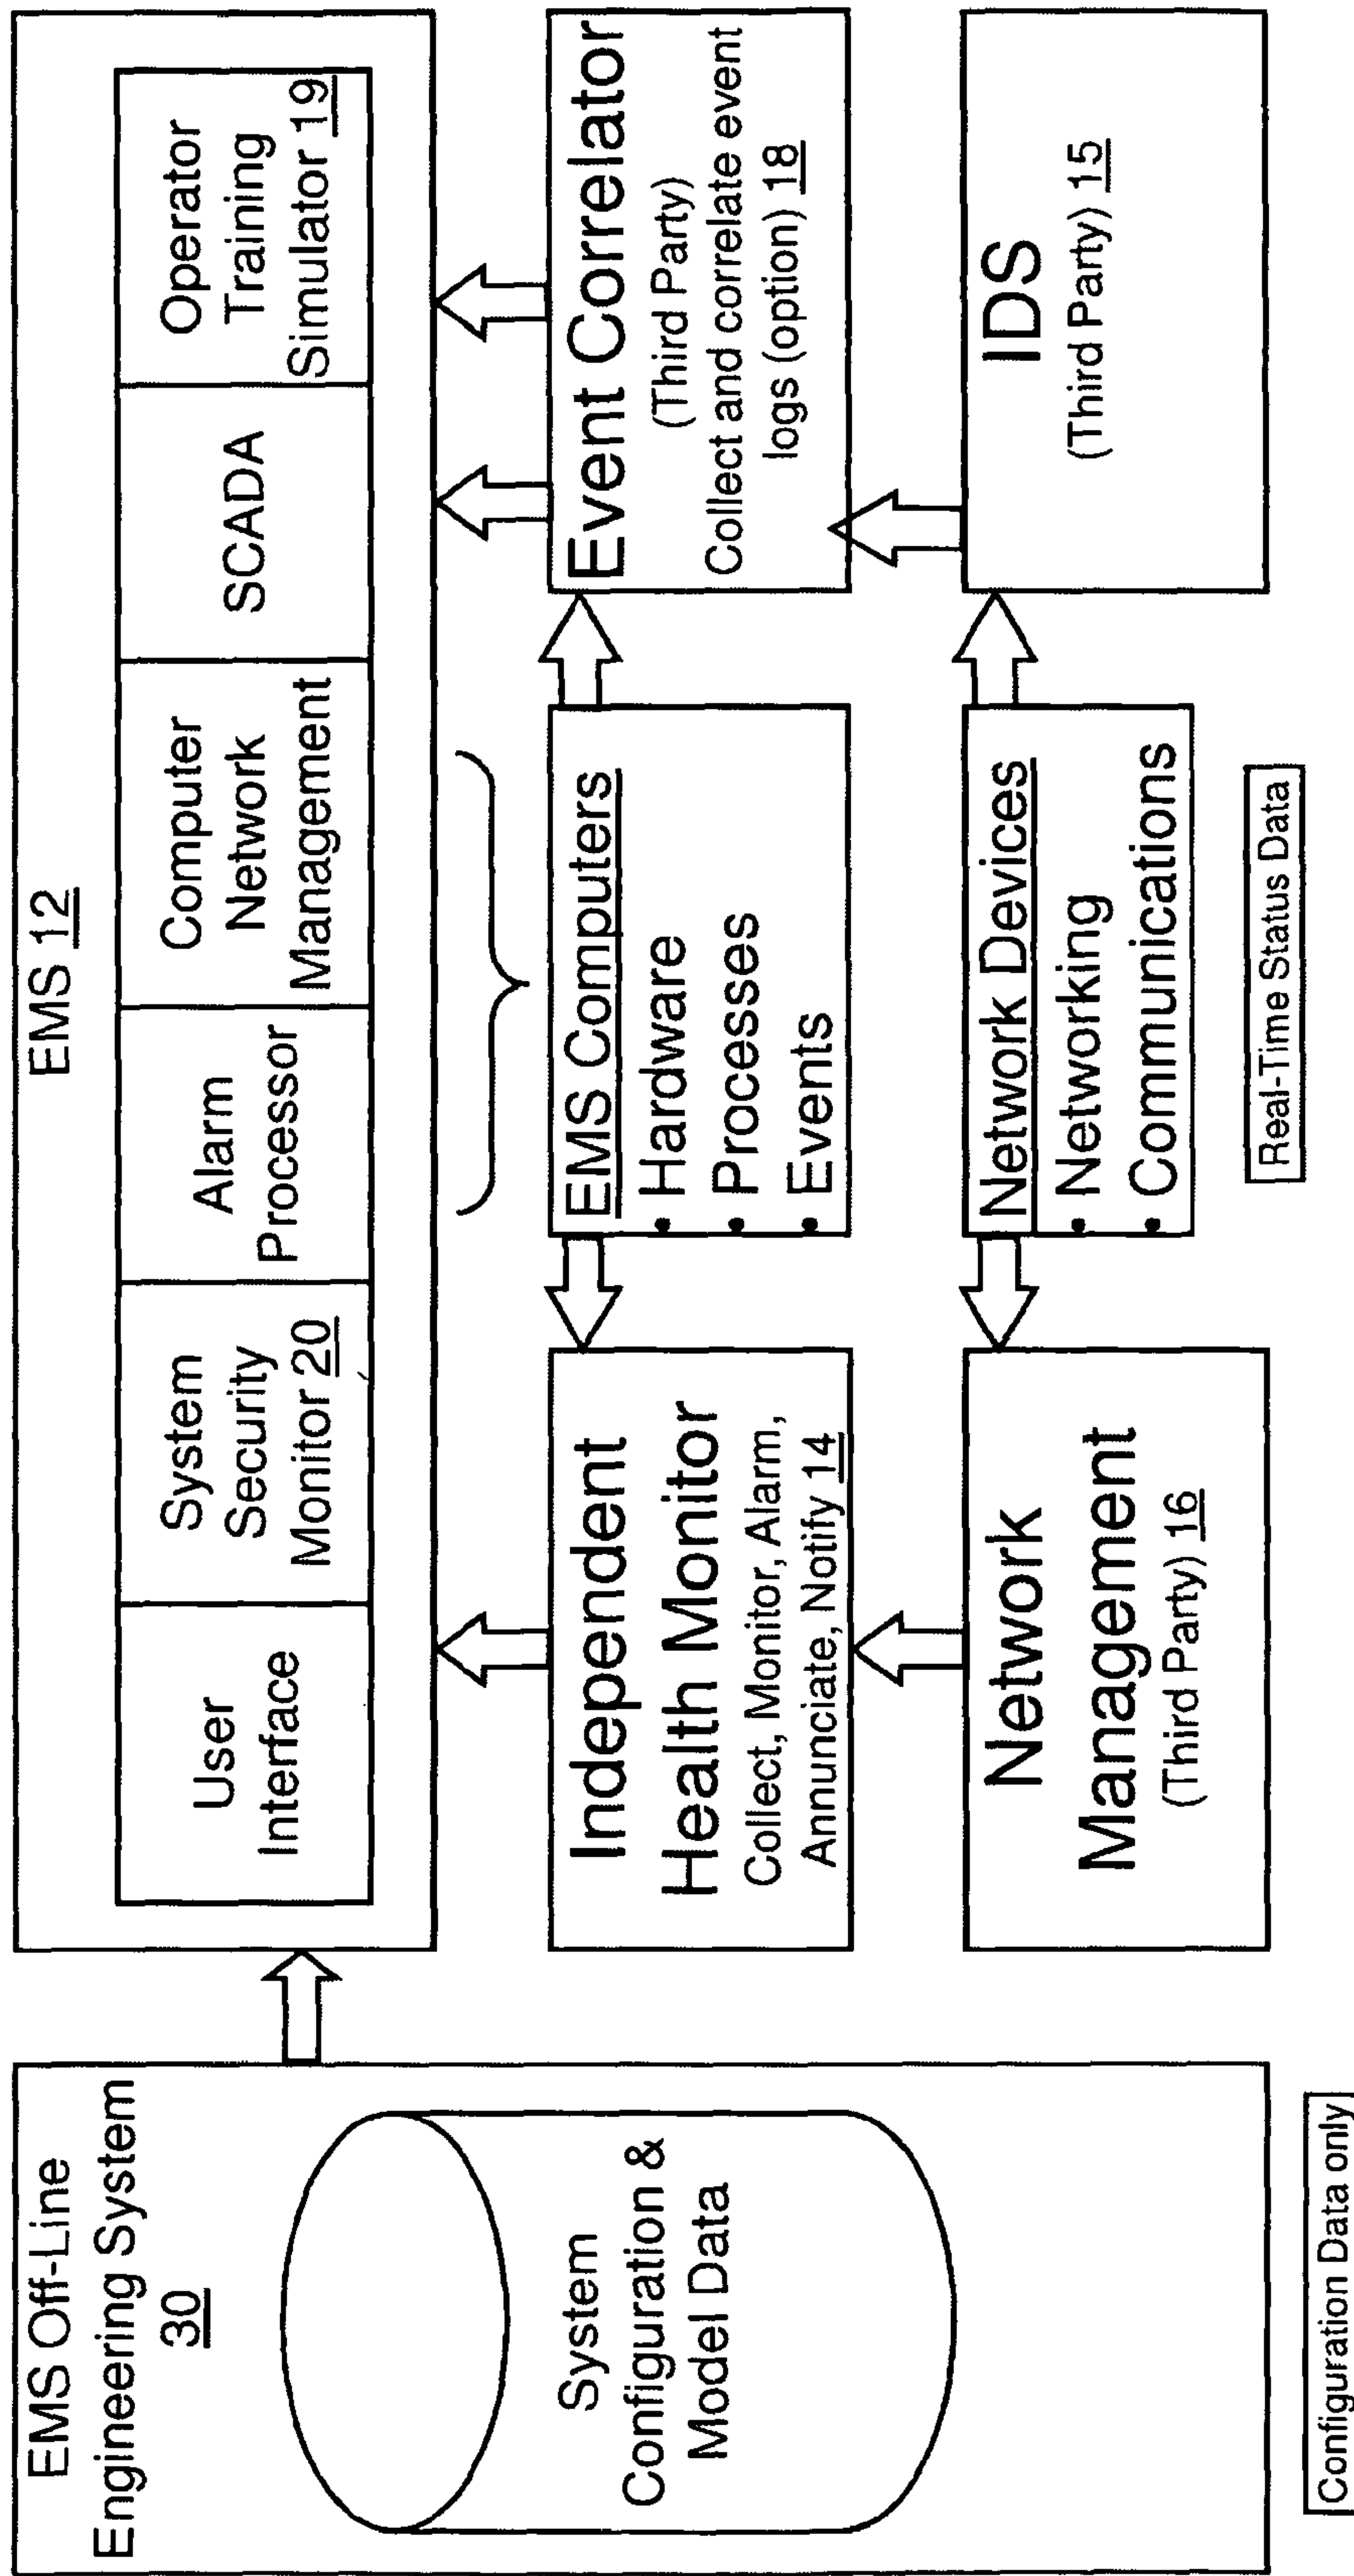 EMS Off-Line
Engineering System
30
System
Configuration &
Model Data
Configuration Data only
EMS 12
User
Interface
System
Security
Monitor 20
Alarm
Processor
Computer
Network
Management
SCADA
Operator
Training
Simulator 19
Independent
Health Monitor
Collect, Monitor, Alarm,
Annunciate, Notify 14
EMS Computers
• Hardware
• Processes
• Events
Event Correlator
(Third Party)
Collect and correlate event
logs (option) 18
Network
Management
(Third Party) 16
Network Devices
• Networking
• Communications
IDS
(Third Party) 15
Real-Time Status Data